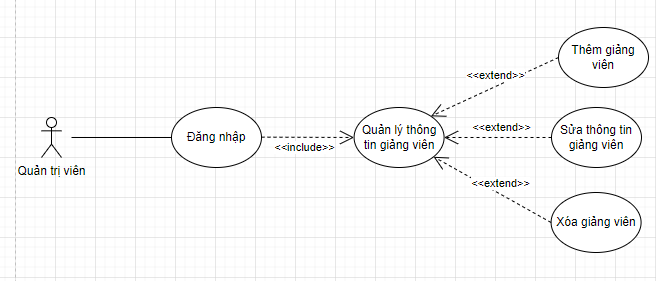 Thêm giảng
viên
<<extend>>
Đăng nhập
<<include>>
Quản lý thông
tin giảng viên
<<extend>>
Sửa thông tin
giảng viên
Quản trị viên
<<extend>>
Xóa giảng viên